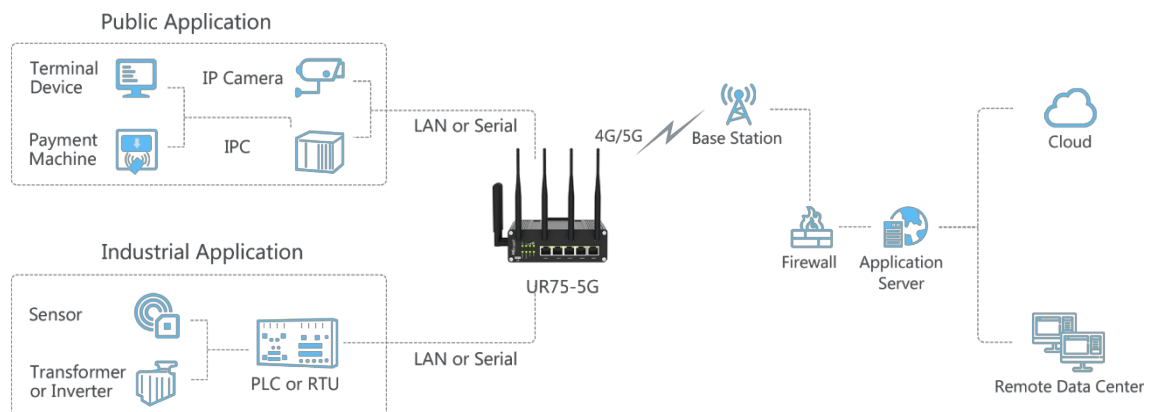 Public Application
Terminal
Device
IP Camera
Payment
Machine
IPC
LAN or Serial
4G/5G
Base Station
Cloud
UR75-5G
Firewall
Application
Server
Industrial Application
Sensor
Transformer
or Inverter
PLC or RTU
LAN or Serial
Remote Data Center